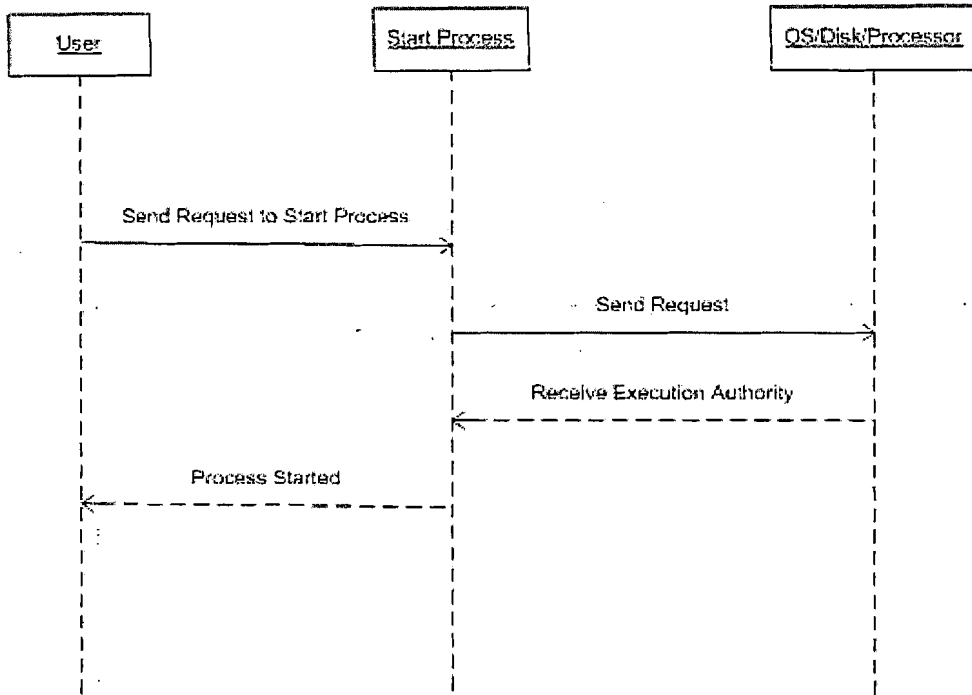 User
Start Process
OS/Disk/Processor
Send Request to Start Process
Send Request
Receive Execution Authority
Process Started